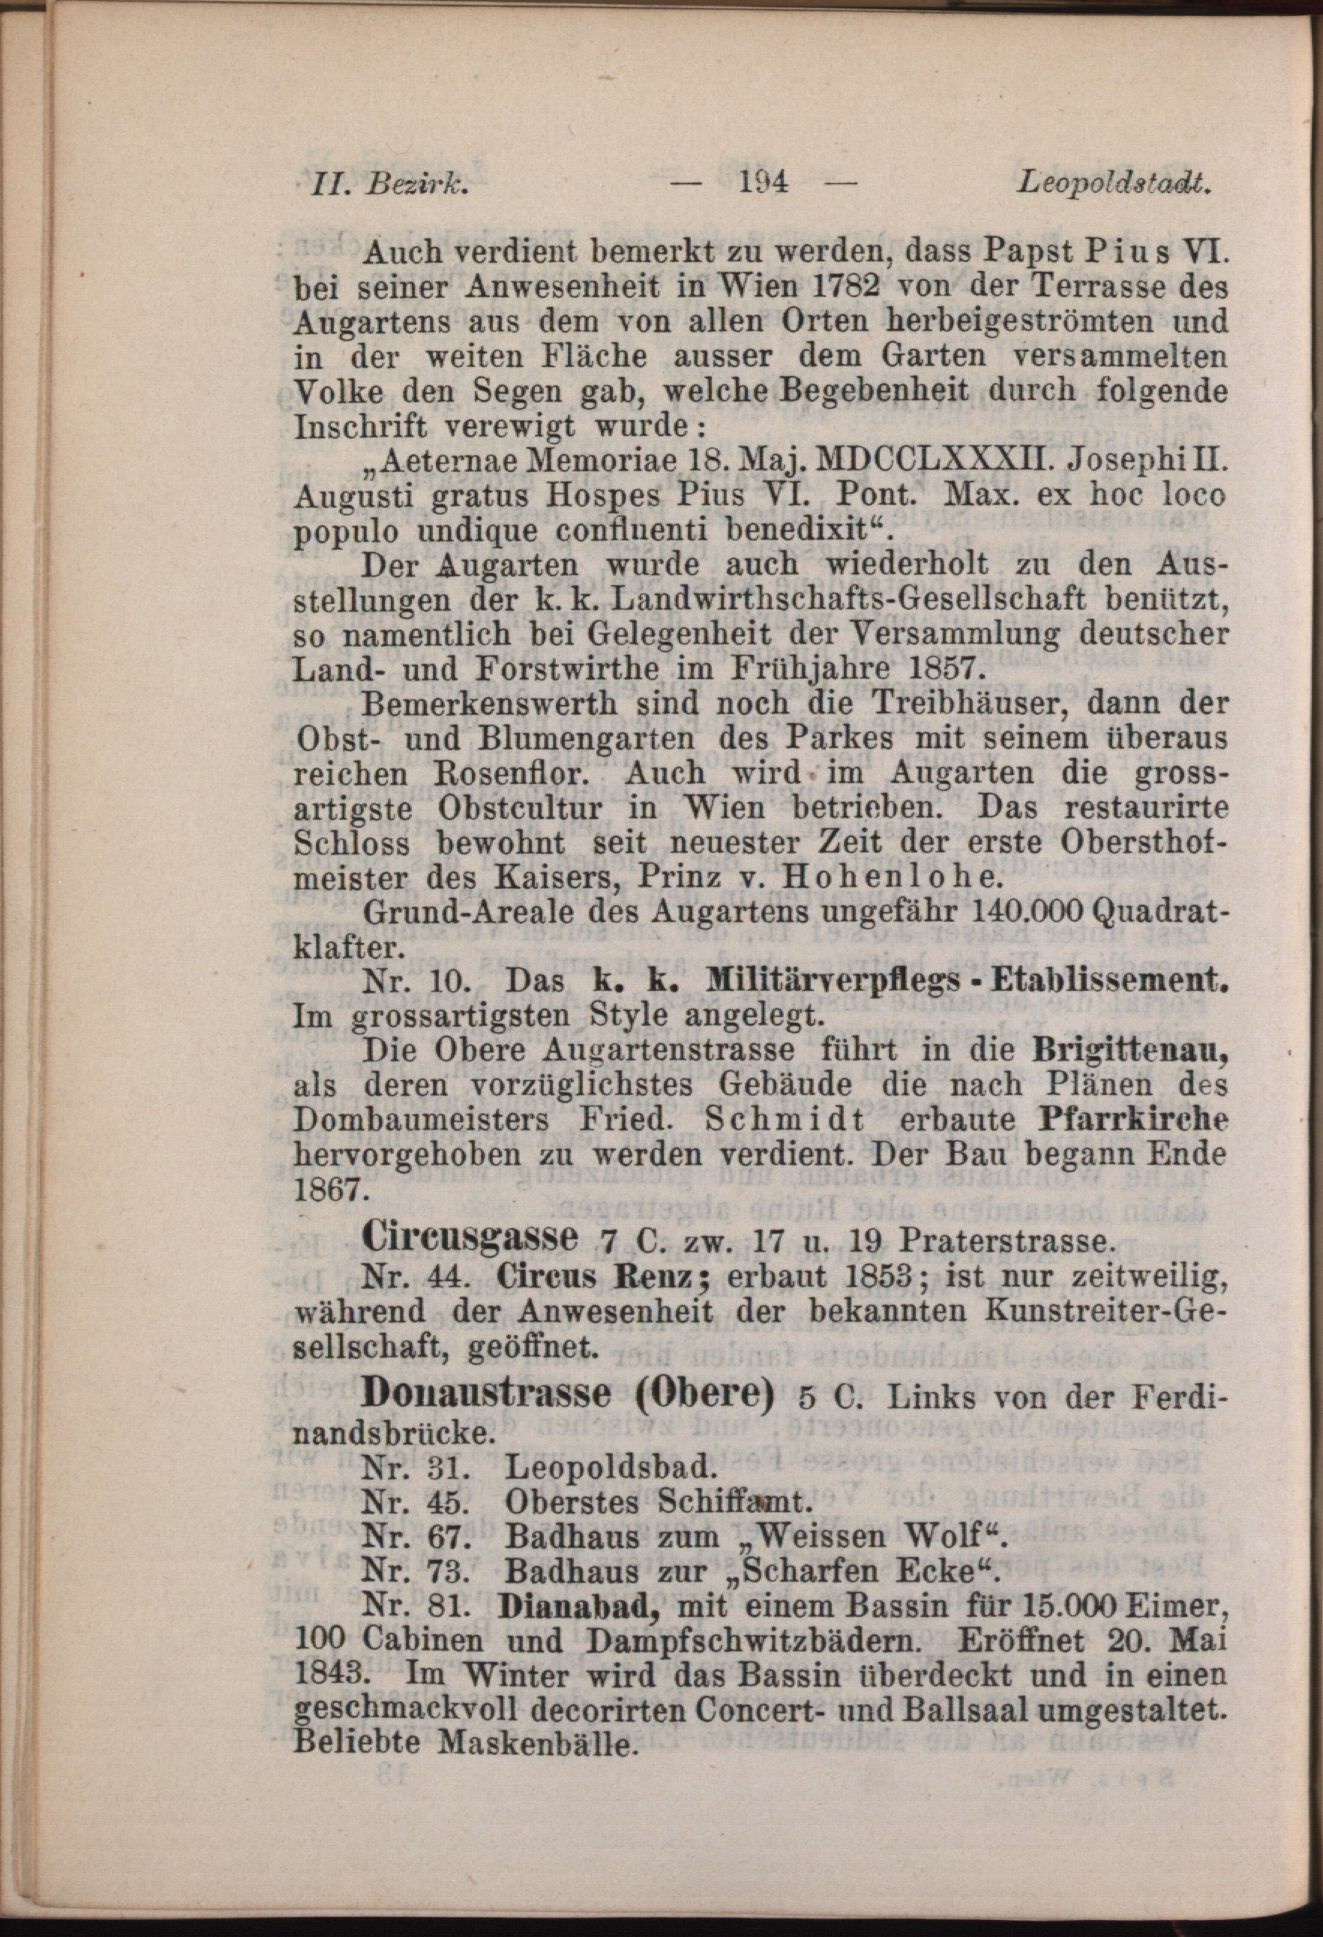 II. Bezirk. — 194 — Leopoldstadt.
Auch verdient bemerkt zu werden, dass Papst Pius VI.
bei seiner Anwesenheit in Wien 1782 von der Terrasse des
Augartens aus dem von allen Orten herbeigeströmten und
in der weiten Fläche ausser dem Garten versammelten
Volke den Segen gab, welche Begebenheit durch folgende
Inschrift verewigt wurde:
„Aeternae Memoriae 18. Maj. MDCCLXXXII. Josephi II.
Augusti gratus Hospes Pius VI. Pont. Max. ex hoc loco
populo undique confluenti benedixit“.
Der Augarten wurde auch wiederholt zu den Aus-
stellungen der k. k. Landwirthschafts-Gesellschaft benützt,
so namentlich bei Gelegenheit der Versammlung deutscher
Land- und Forstwirthe im Frühjahre 1857.
Bemerkenswerth sind noch die Treibhäuser, dann der
Obst- und Blumengarten des Parkes mit seinem überaus
reichen Rosenflor. Auch wird im Augarten die gross-
artigste Obstcultur in Wien betrieben. Das restaurirte
Schloss bewohnt seit neuester Zeit der erste Obersthof-
meister des Kaisers, Prinz v. Hohenlohe.
Grund-Areale des Augartens ungefähr 140.000 Quadrat-
klafter.
Nr. 10. Das k. k. Militärverpflegs-Etablissement.
Im grossartigsten Style angelegt.
Die Obere Augartenstrasse führt in die Brigittenau,
als deren vorzüglichstes Gebäude die nach Plänen des
Dombaumeisters Fried. Schmidt erbaute Pfarrkirche
hervorgehoben zu werden verdient. Der Bau begann Ende
1867.
Circusgasse 7 C. zw. 17 u. 19 Praterstrasse.
Nr. 44. Circus Renz; erbaut 1853; ist nur zeitweilig,
während der Anwesenheit der bekannten Kunstreiter-Ge-
sellschaft, geöffnet.
Donaustrasse (Obere) 5 C. Links von der Ferdi-
nandsbrücke.
Nr. 31. Leopoldsbad.
Nr. 45. Oberstes Schiffamt.
Nr. 67. Badhaus zum „Weissen Wolf“.
Nr. 73. Badhaus zur „Scharfen Ecke“.
Nr. 81. Dianabad, mit einem Bassin für 15.000 Eimer,
100 Cabinen und Dampfschwitzbädern. Eröffnet 20. Mai
1843. Im Winter wird das Bassin überdeckt und in einen
geschmackvoll decorirten Concert- und Ballsaal umgestaltet.
Beliebte Maskenbälle.